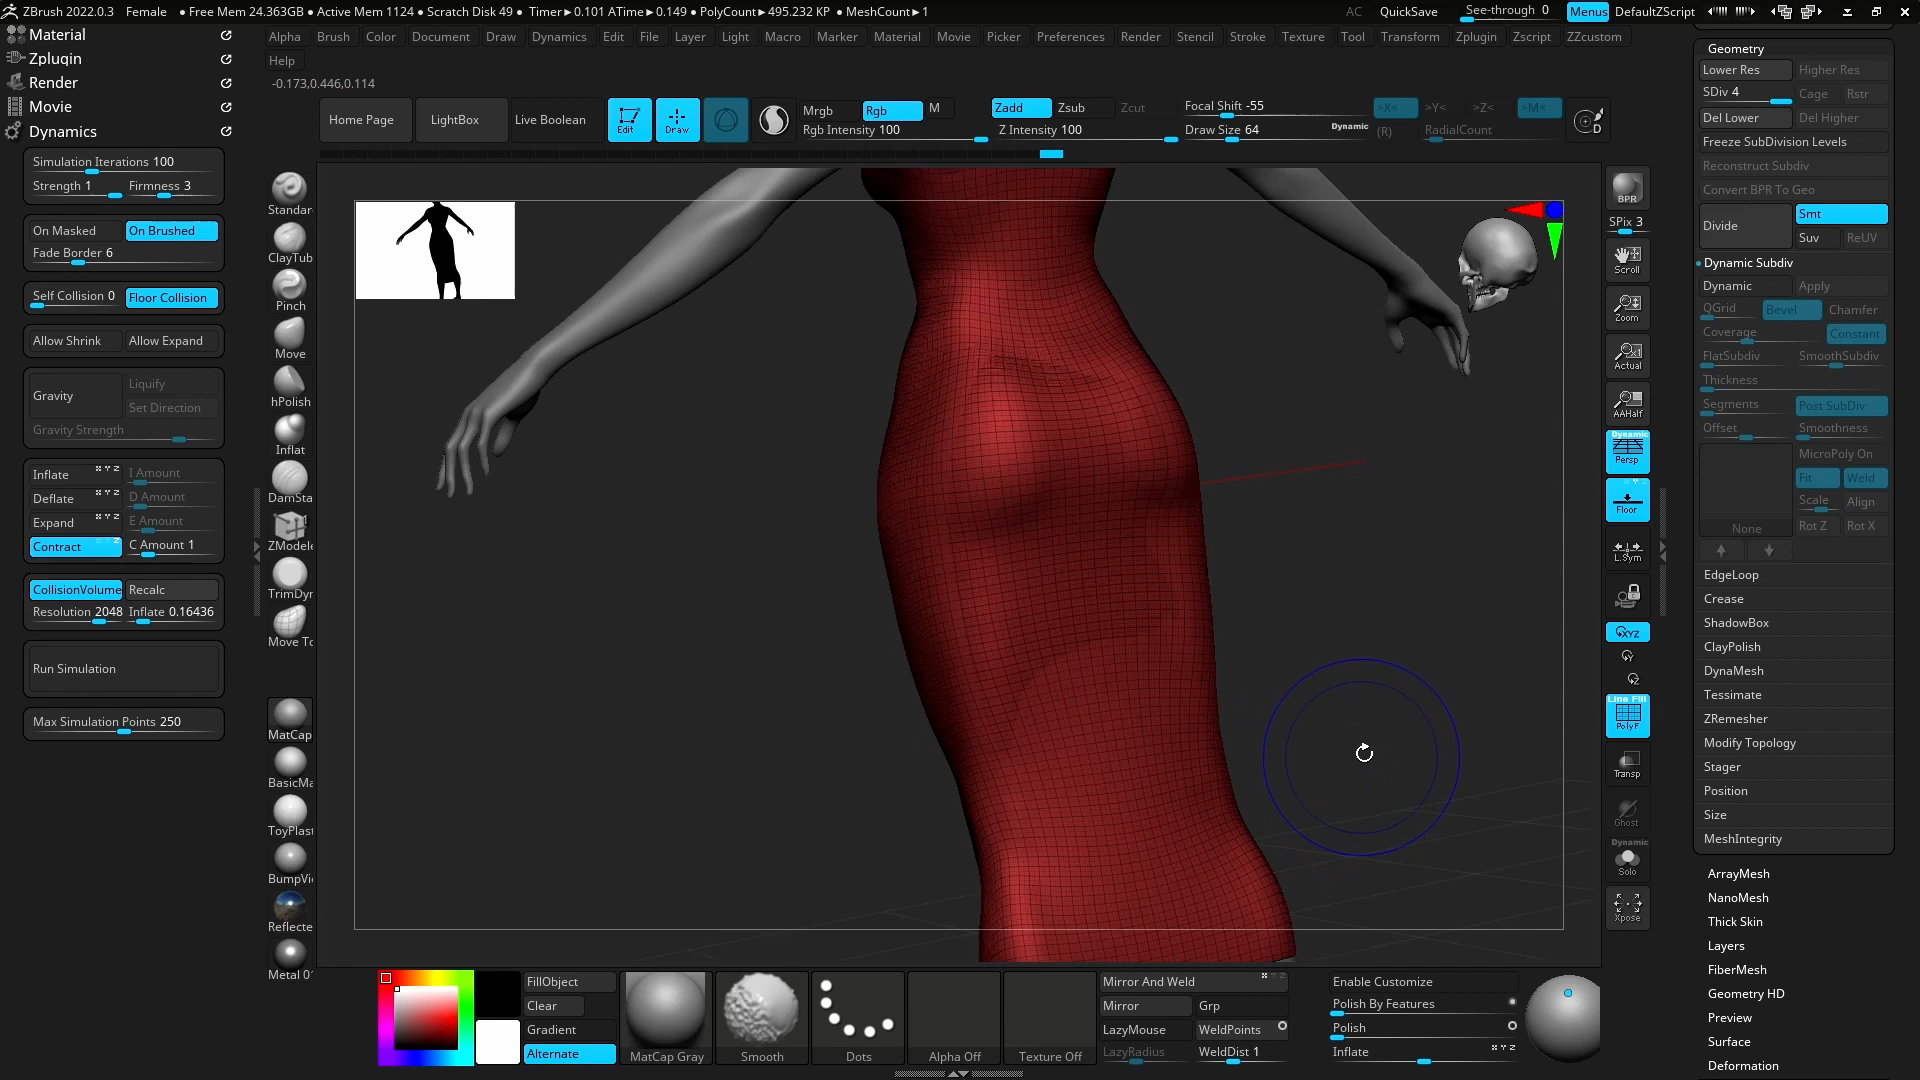 ZBrush 2022.0.3 Female • Free Mem 24.363GB • Active Mem 1124 • Scratch Disk 49 • Timer►0.101 ATime►0.149 • PolyCount►495.232 KP • MeshCount►1
AC QuickSave See-through 0 Menus DefaultZScript
Alpha Brush Color Document Draw Dynamics Edit File Layer Light Macro Marker Material Movie Picker Preferences Render Stencil Stroke Texture Tool Transform Zplugin Zscript ZZcustom
Help
-0.173,0.446,0.114
Material
Zplugin
Render
Movie
Dynamics
Simulation Iterations 100
Strength 1 Firmness 3
On Masked On Brushed
Fade Border 6
Self Collision 0 Floor Collision
Allow Shrink Allow Expand
Gravity Liquify
Set Direction
Gravity Strength
Inflate I Amount
Deflate D Amount
Expand E Amount
Contract C Amount 1
CollisionVolume Recalc
Resolution 2048 Inflate 0.16436
Run Simulation
Max Simulation Points 250
Home Page LightBox Live Boolean Edit Draw
Mrgb Rgb M
Rgb Intensity 100
Zadd Zsub Zcut
Z Intensity 100
Focal Shift -55
Draw Size 64 Dynamic
>X< >Y< >Z< >M<
(R) RadialCount
D
Standar
ClayTub
Pinch
Move
hPolish
Inflat
DamSta
ZModele
TrimDyn
Move To
MatCap
BasicMa
ToyPlast
BumpVi
Reflecte
Metal 01
BPR
SPix 3
Scroll
Zoom
Actual
AAHalf
Dynamic
Persp
Floor
L.Sym
XYZ
Y
Z
Line Fill
PolyF
Transp
Ghost
Dynamic
Solo
Xpose
Geometry
Lower Res Higher Res
SDiv 4 Cage Rstr
Del Lower Del Higher
Freeze SubDivision Levels
Reconstruct Subdiv
Convert BPR To Geo
Divide Smt
Suv ReUV
Dynamic Subdiv
Dynamic Apply
QGrid Bevel Chamfer
Coverage Constant
FlatSubdiv SmoothSubdiv
Thickness
Segments Post SubDiv
Offset Smoothness
MicroPoly On
Fit Weld
Scale Align
None Rot Z Rot X
EdgeLoop
Crease
ShadowBox
ClayPolish
DynaMesh
Tessimate
ZRemesher
Modify Topology
Stager
Position
Size
MeshIntegrity
ArrayMesh
NanoMesh
Thick Skin
Layers
FiberMesh
Geometry HD
Preview
Surface
Deformation
FillObject
Clear
Gradient
Alternate
MatCap Gray Smooth Dots Alpha Off Texture Off
Mirror And Weld
Mirror Grp
LazyMouse WeldPoints
LazyRadius WeldDist 1
Enable Customize
Polish By Features
Polish
Inflate